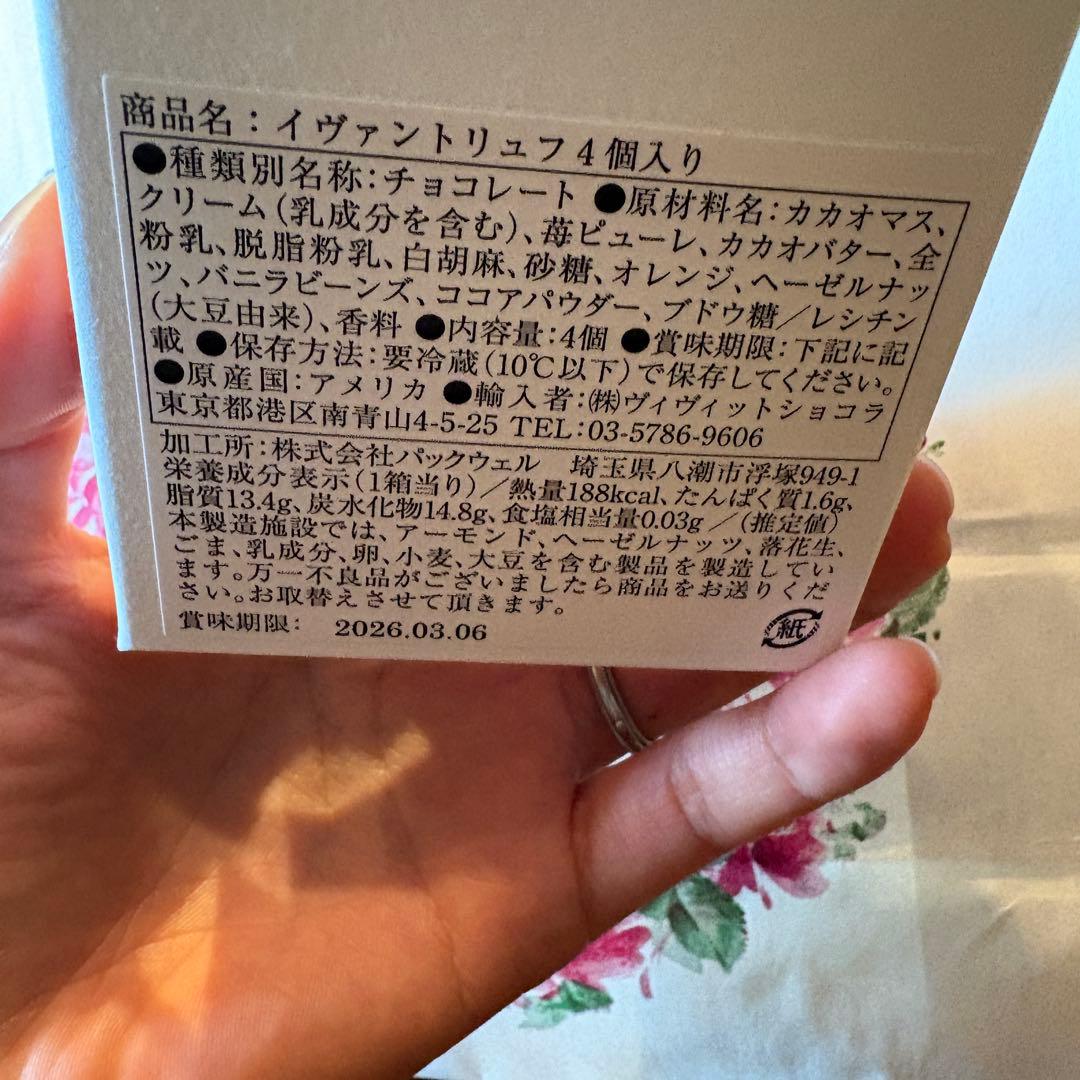 商品名：イヴァントリュフ4個入り
●種類別名称：チョコレート ●原材料名：カカオマス、
クリーム(乳成分を含む)、苺ピューレ、カカオバター、全
粉乳、脱脂粉乳、白胡麻、砂糖、オレンジ、ヘーゼルナッ
ツ、バニラビーンズ、ココアパウダー、ブドウ糖／レシチン
(大豆由来)、香料 ●内容量：4個 ●賞味期限：下記に記
載 ●保存方法：要冷蔵(10℃以下)で保存してください。
●原産国：アメリカ ●輸入者：㈱ヴィヴィットショコラ
東京都港区南青山4-5-25 TEL：03-5786-9606
加工所：株式会社パックウェル 埼玉県八潮市浮塚949-1
栄養成分表示(1箱当り)／熱量188kcal、たんぱく質1.6g、
脂質13.4g、炭水化物14.8g、食塩相当量0.03g／(推定値)
本製造施設では、アーモンド、ヘーゼルナッツ、落花生、
ごま、乳成分、卵、小麦、大豆を含む製品を製造してい
ます。万一不良品がございましたら商品をお送りくだ
さい。お取替えさせて頂きます。
賞味期限： 2026.03.06
紙